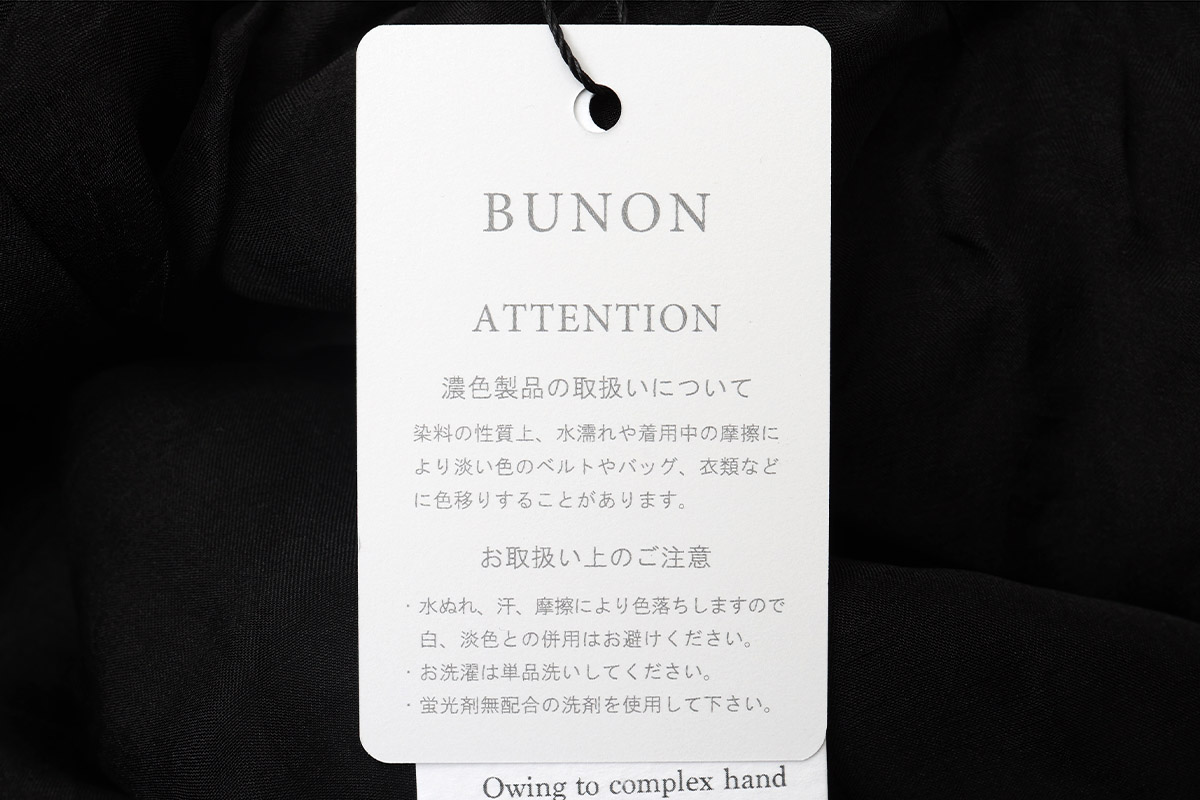 BUNON
ATTENTION
濃色製品の取扱いについて
染料の性質上、水濡れや着用中の摩擦に
より淡い色のベルトやバッグ、衣類など
に色移りすることがあります。
お取扱い上のご注意
・水ぬれ、汗、摩擦により色落ちしますので
白、淡色との併用はお避けください。
・お洗濯は単品洗いしてください。
・蛍光剤無配合の洗剤を使用して下さい。
Owing to complex hand